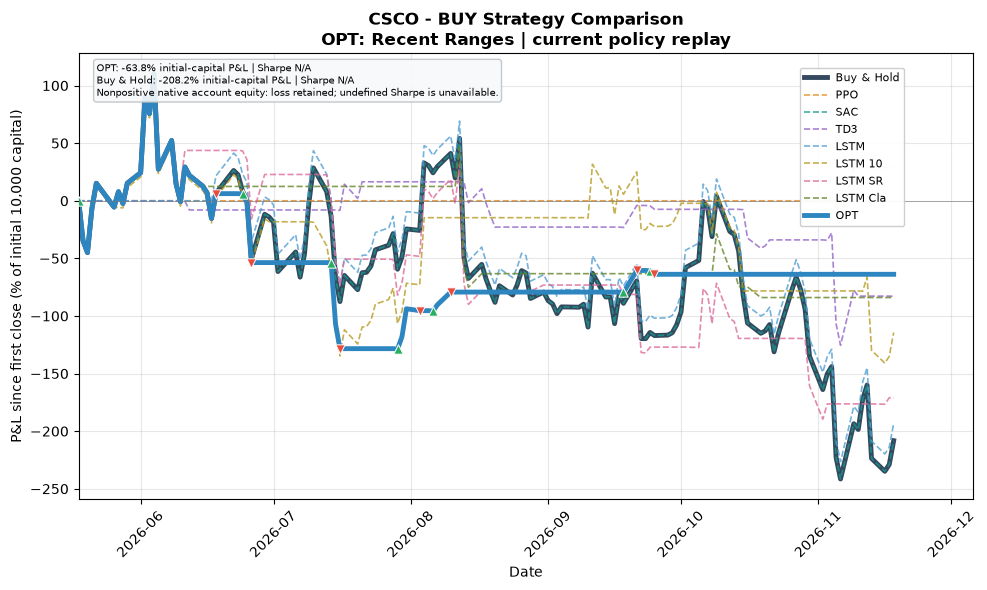 CSCO - BUY Strategy Comparison
OPT: Recent Ranges | current policy replay
OPT: -63.8% initial-capital P&L | Sharpe N/A
Buy & Hold: -208.2% initial-capital P&L | Sharpe N/A
Nonpositive native account equity: loss retained; undefined Sharpe is unavailable.
Buy & Hold
PPO
SAC
TD3
LSTM
LSTM 10
LSTM SR
LSTM Cla
OPT
P&L since first close (% of initial 10,000 capital)
100
50
0
−50
−100
−150
−200
−250
2026-06
2026-07
2026-08
2026-09
2026-10
2026-11
2026-12
Date